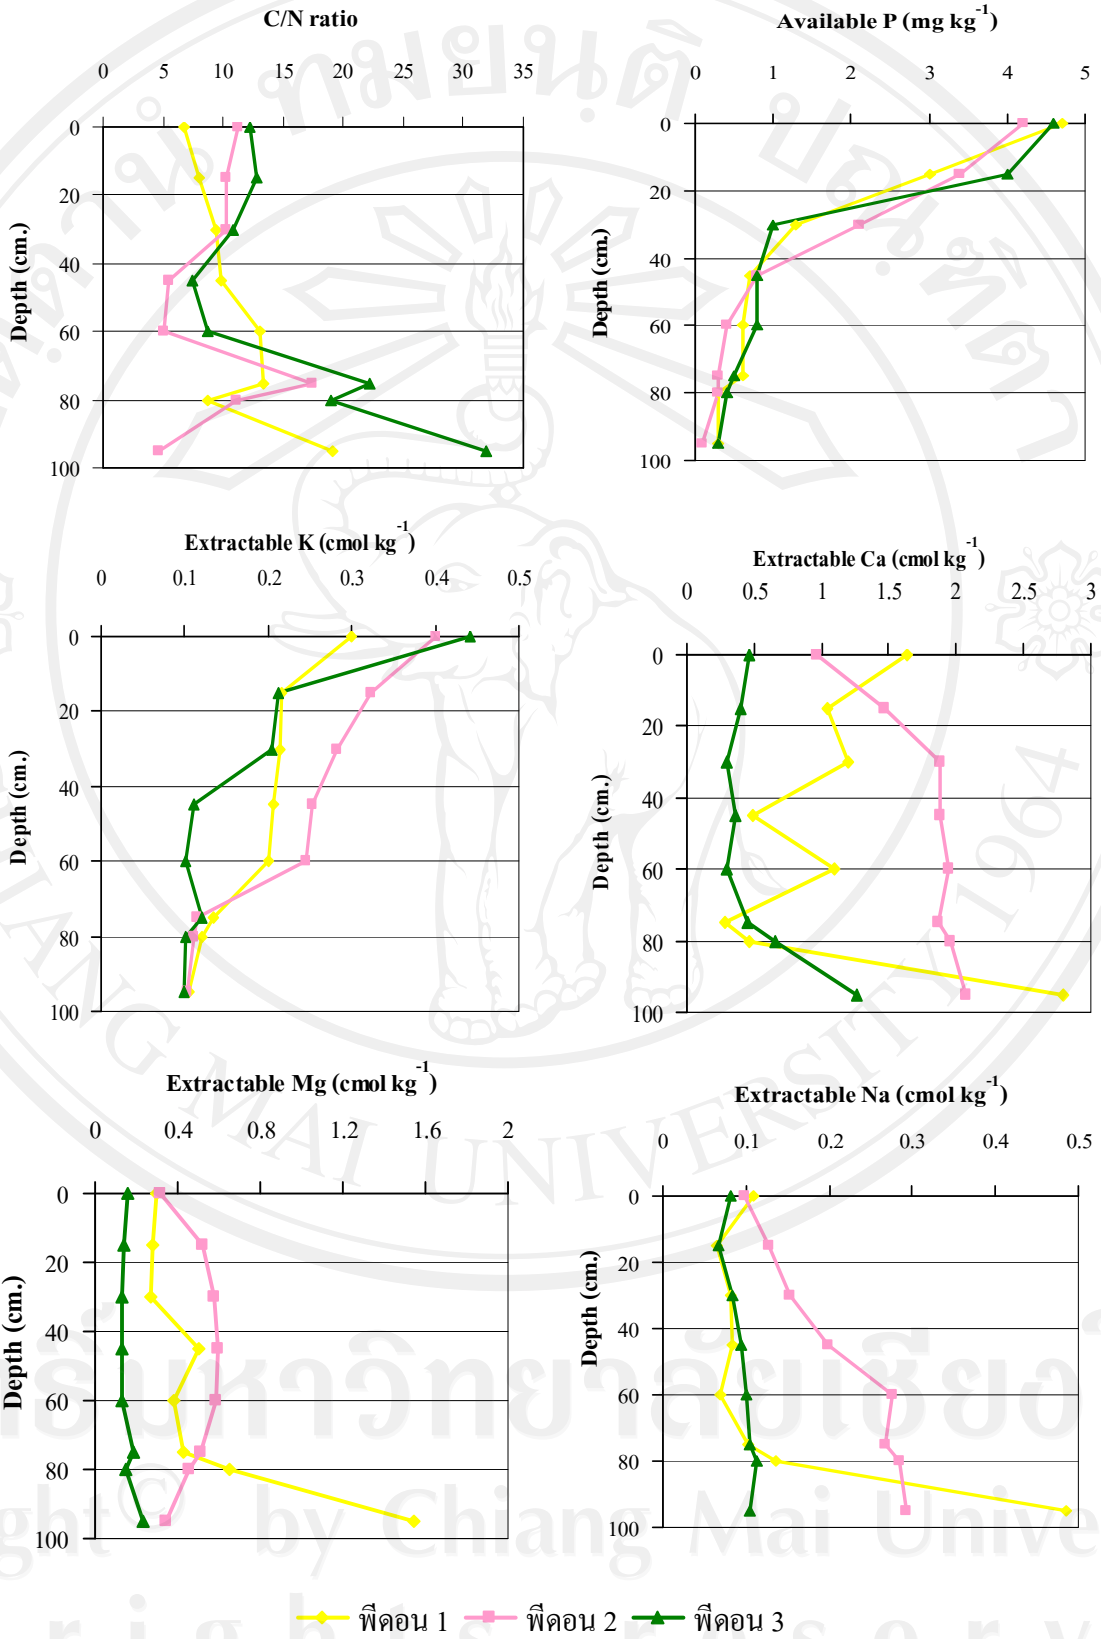 C/N ratio
0 5 10 15 20 25 30 35
0
20
40
60
80
100
Depth (cm.)
Available P (mg kg⁻¹)
0 1 2 3 4 5
0
20
40
60
80
100
Depth (cm.)
Extractable K (cmol kg⁻¹)
0 0.1 0.2 0.3 0.4 0.5
0
20
40
60
80
100
Depth (cm.)
Extractable Ca (cmol kg⁻¹)
0 0.5 1 1.5 2 2.5 3
0
20
40
60
80
100
Depth (cm.)
Extractable Mg (cmol kg⁻¹)
0 0.4 0.8 1.2 1.6 2
0
20
40
60
80
100
Depth (cm.)
Extractable Na (cmol kg⁻¹)
0 0.1 0.2 0.3 0.4 0.5
0
20
40
60
80
100
Depth (cm.)
พีดอน 1 พีดอน 2 พีดอน 3